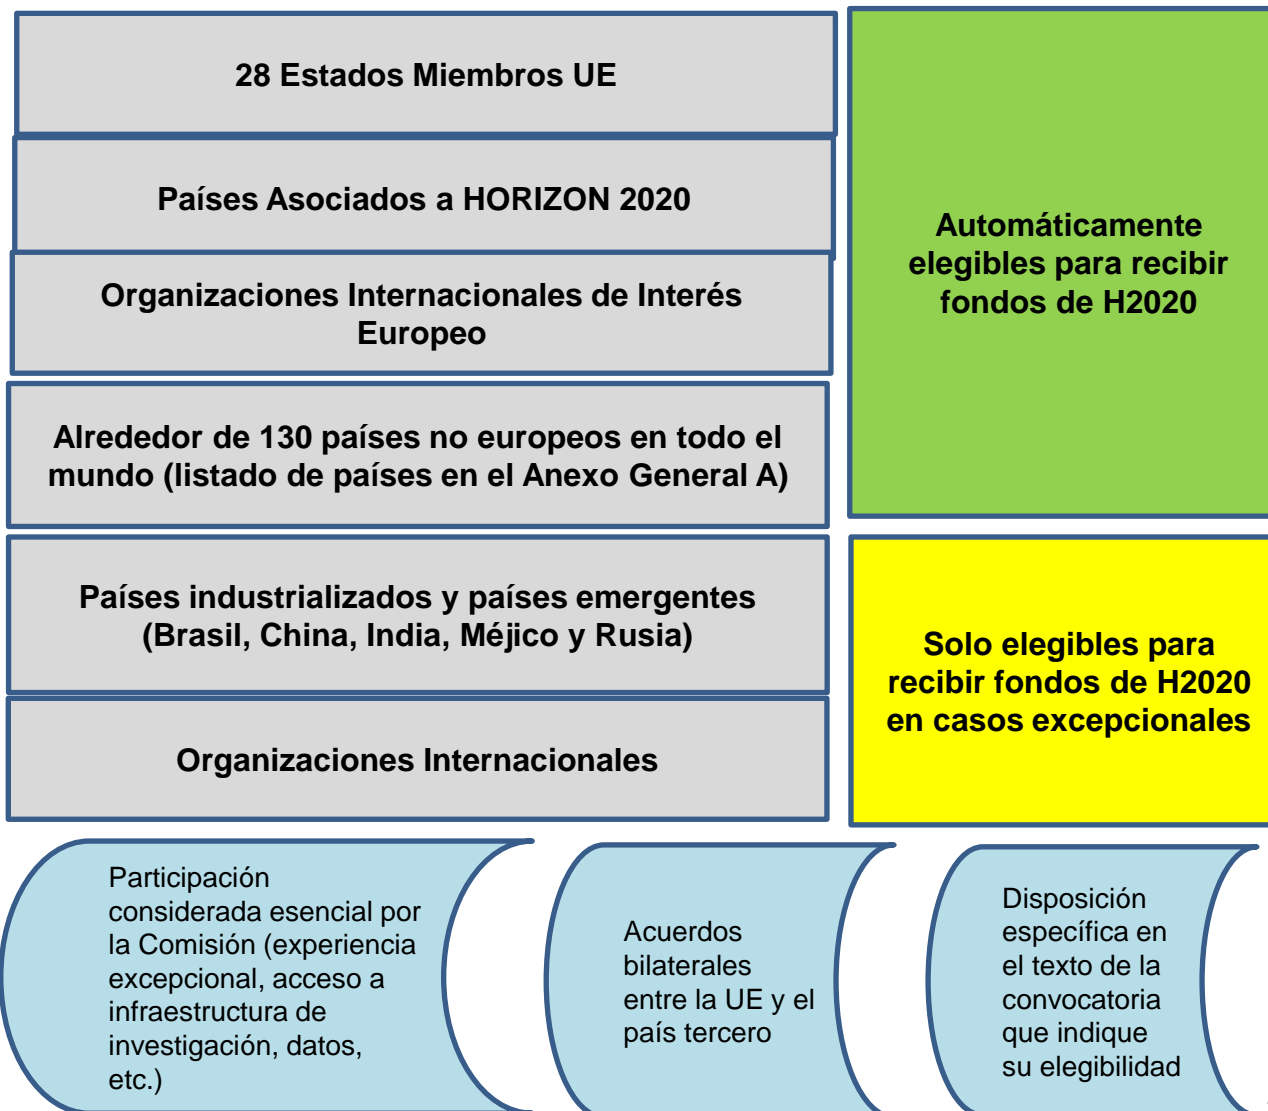 28 Estados Miembros UE
Países Asociados a HORIZON 2020
Organizaciones Internacionales de Interés
Europeo
Alrededor de 130 países no europeos en todo el
mundo (listado de países en el Anexo General A)
Automáticamente
elegibles para recibir
fondos de H2020
Países industrializados y países emergentes
(Brasil, China, India, Méjico y Rusia)
Organizaciones Internacionales
Solo elegibles para
recibir fondos de H2020
en casos excepcionales
Participación
considerada esencial por
la Comisión (experiencia
excepcional, acceso a
infraestructura de
investigación, datos,
etc.)
Acuerdos
bilaterales
entre la UE y el
país tercero
Disposición
específica en
el texto de la
convocatoria
que indique
su elegibilidad